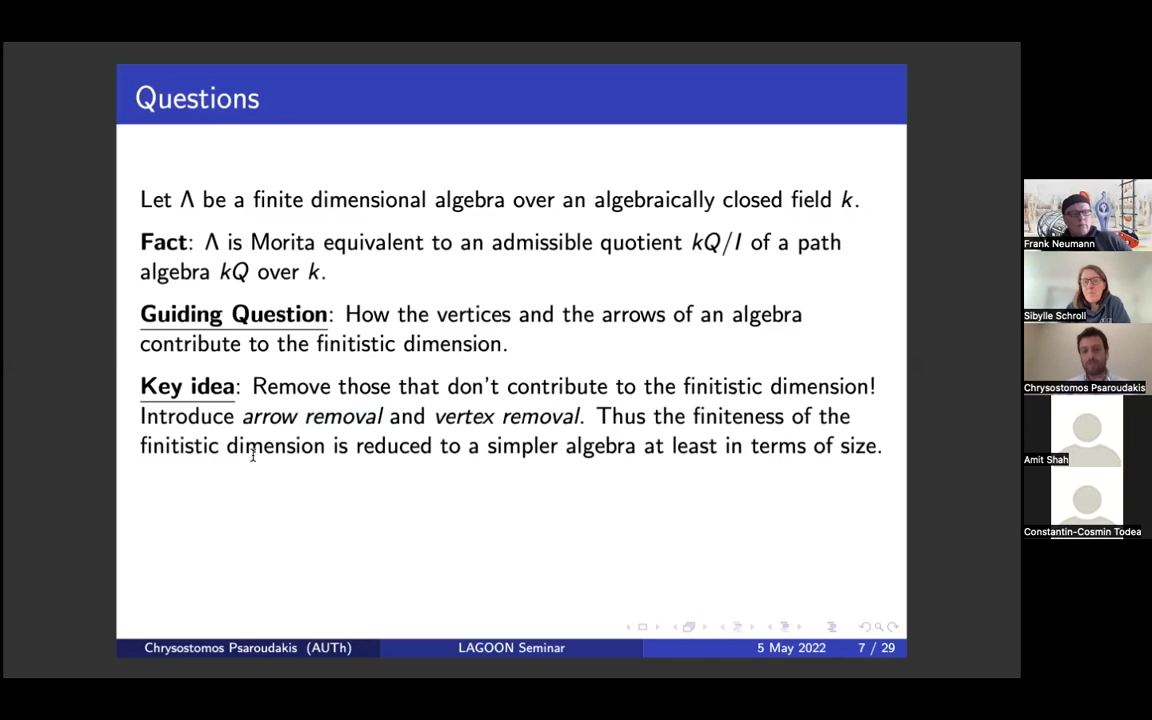 Questions
Let Λ be a finite dimensional algebra over an algebraically closed field k.
Fact: Λ is Morita equivalent to an admissible quotient kQ/I of a path
algebra kQ over k.
Guiding Question: How the vertices and the arrows of an algebra
contribute to the finitistic dimension.
Key idea: Remove those that don't contribute to the finitistic dimension!
Introduce arrow removal and vertex removal. Thus the finiteness of the
finitistic dimension is reduced to a simpler algebra at least in terms of size.
Chrysostomos Psaroudakis (AUTh)
LAGOON Seminar
5 May 2022
7 / 29
Frank Neumann
Sibylle Schroll
Chrysostomos Psaroudakis
Amit Shah
Constantin-Cosmin Todea